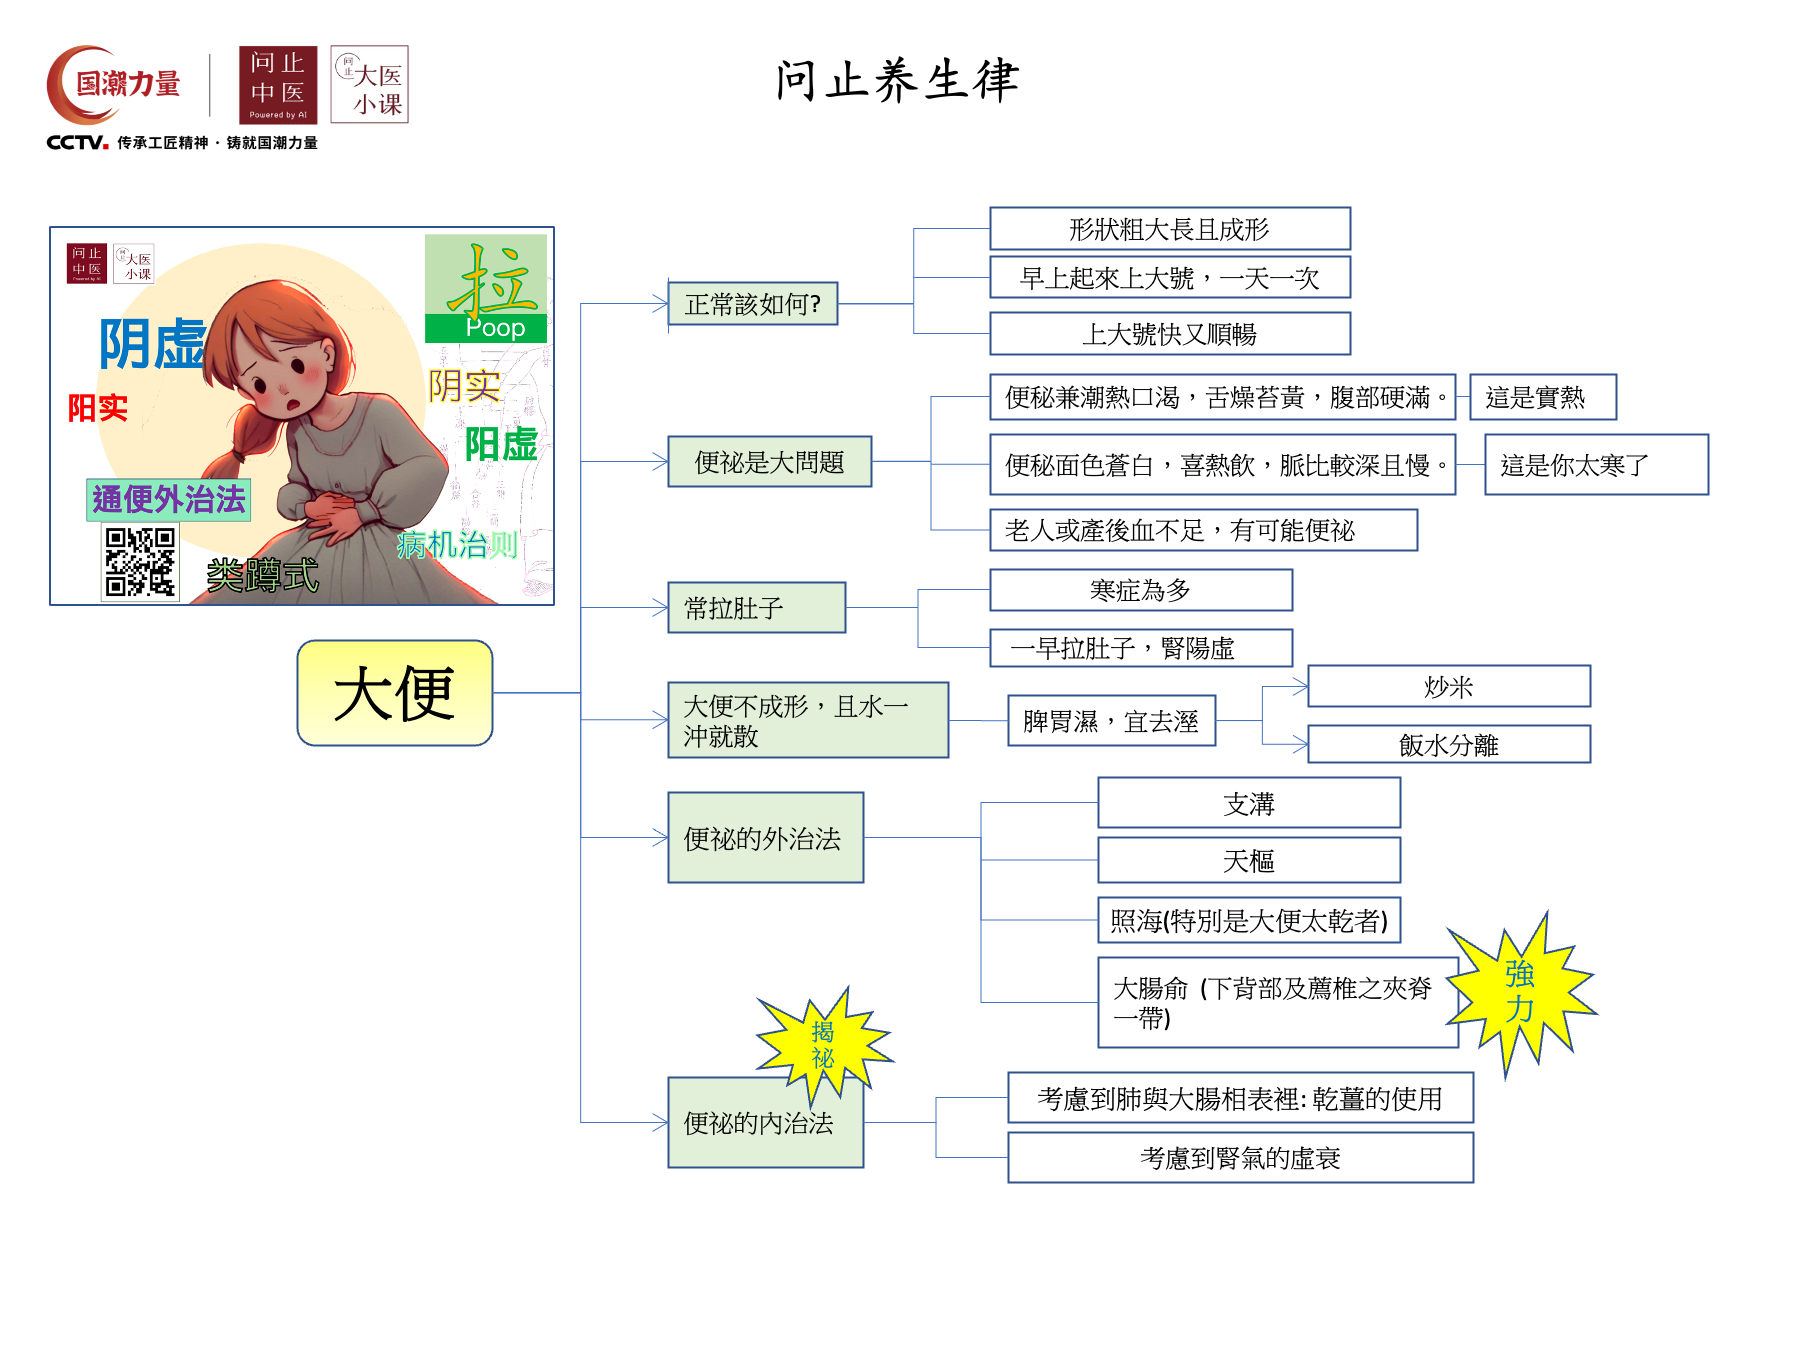 国潮力量
问止
中医
Powered by AI
问止
大医
小课
CCTV. 传承工匠精神 · 铸就国潮力量
问止养生律
问止
中医
大医
小课
拉
Poop
阴虚
阳实
阴实
阳虚
通便外治法
病机治则
类蹲式
大便
正常該如何?
形狀粗大長且成形
早上起來上大號，一天一次
上大號快又順暢
便祕是大問題
便秘兼潮熱口渴，舌燥苔黃，腹部硬滿。
這是實熱
便秘面色蒼白，喜熱飲，脈比較深且慢。
這是你太寒了
老人或產後血不足，有可能便祕
常拉肚子
寒症為多
一早拉肚子，腎陽虛
大便不成形，且水一
沖就散
脾胃濕，宜去溼
炒米
飯水分離
便祕的外治法
支溝
天樞
照海(特別是大便太乾者)
大腸俞 (下背部及薦椎之夾脊
一帶)
強
力
揭
祕
便祕的內治法
考慮到肺與大腸相表裡: 乾薑的使用
考慮到腎氣的虛衰